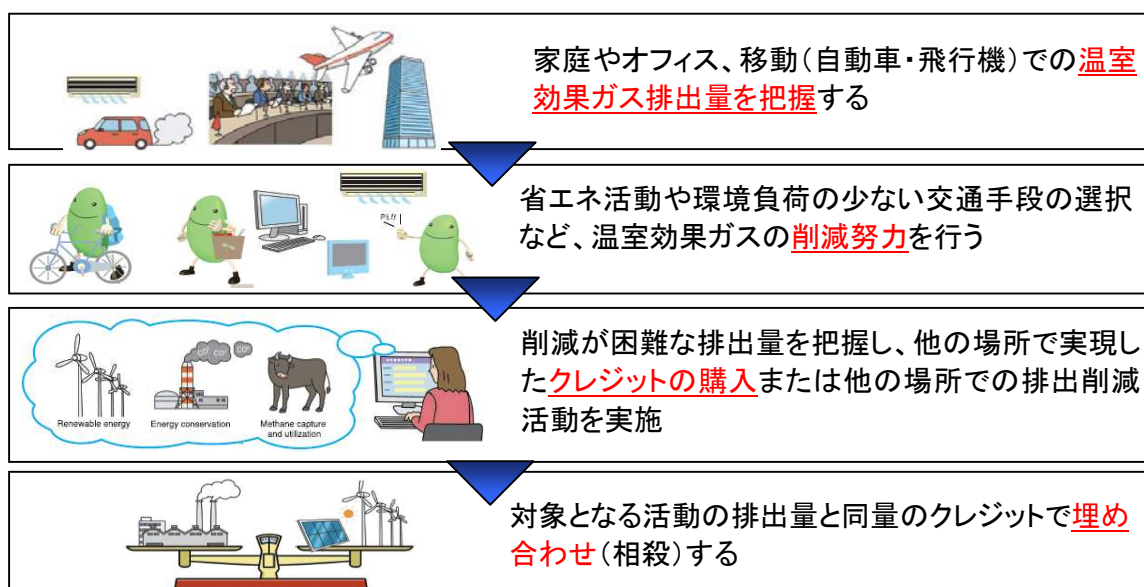 家庭やオフィス、移動(自動車・飛行機)での温室
効果ガス排出量を把握する
省エネ活動や環境負荷の少ない交通手段の選択
など、温室効果ガスの削減努力を行う
削減が困難な排出量を把握し、他の場所で実現し
たクレジットの購入または他の場所での排出削減
活動を実施
Renewable energy
Energy conservation
Methane capture
and utilization
対象となる活動の排出量と同量のクレジットで埋め
合わせ(相殺)する